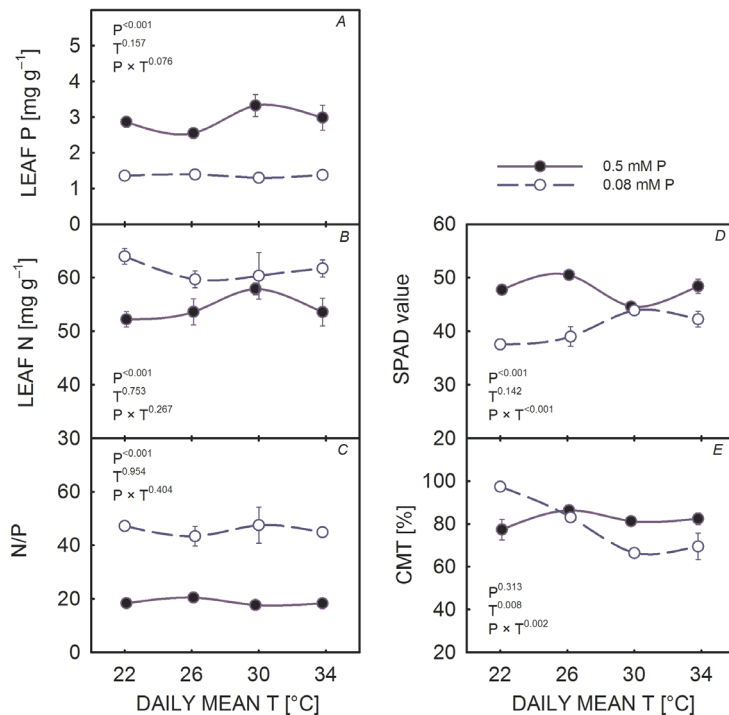 A
P<0.001
T0.157
P × T0.076
LEAF P [mg g⁻¹]
5
4
3
2
1
0
0.5 mM P
0.08 mM P
B
LEAF N [mg g⁻¹]
60
50
40
30
P<0.001
T0.753
P × T0.267
C
P<0.001
T0.954
P × T0.404
N/P
60
40
20
0
22 26 30 34
DAILY MEAN T [°C]
D
SPAD value
60
50
40
30
20
P<0.001
T0.142
P × T<0.001
E
CMT [%]
100
80
60
40
20
P0.313
T0.008
P × T0.002
22 26 30 34
DAILY MEAN T [°C]